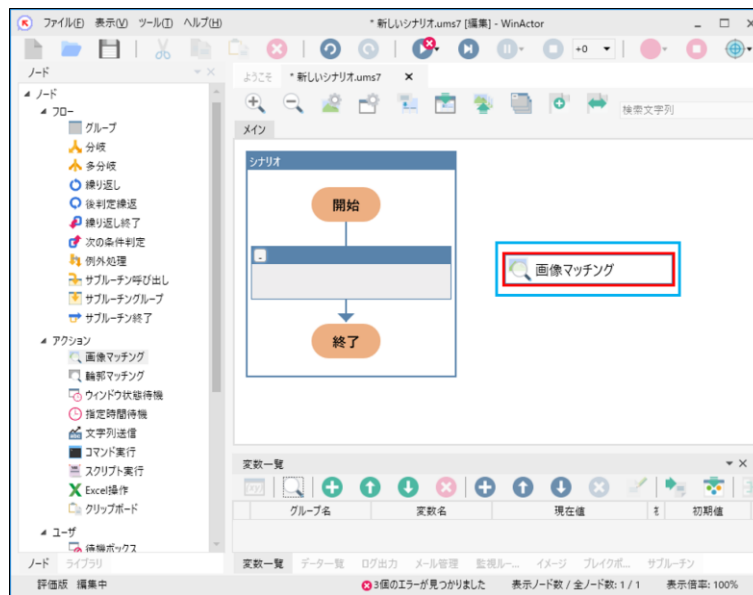 ファイル(F) 表示(V) ツール(T) ヘルプ(H)
* 新しいシナリオ.ums7 [編集] - WinActor
+0
ノード
ようこそ
* 新しいシナリオ.ums7
検索文字列
メイン
ノード
フロー
グループ
分岐
多分岐
繰り返し
後判定繰返
繰り返し終了
次の条件判定
例外処理
サブルーチン呼び出し
サブルーチングループ
サブルーチン終了
アクション
画像マッチング
輪郭マッチング
ウィンドウ状態待機
指定時間待機
文字列送信
コマンド実行
スクリプト実行
Excel操作
クリップボード
ユーザ
待機ボックス
ノード ライブラリ
シナリオ
開始
終了
画像マッチング
変数一覧
グループ名 変数名 現在値 初期値
変数一覧 データ一覧 ログ出力 メール管理 監視ルー... イメージ ブレイクポ... サブルーチン
評価版 編集中
3個のエラーが見つかりました 表示ノード数 / 全ノード数: 1 / 1 表示倍率: 100%